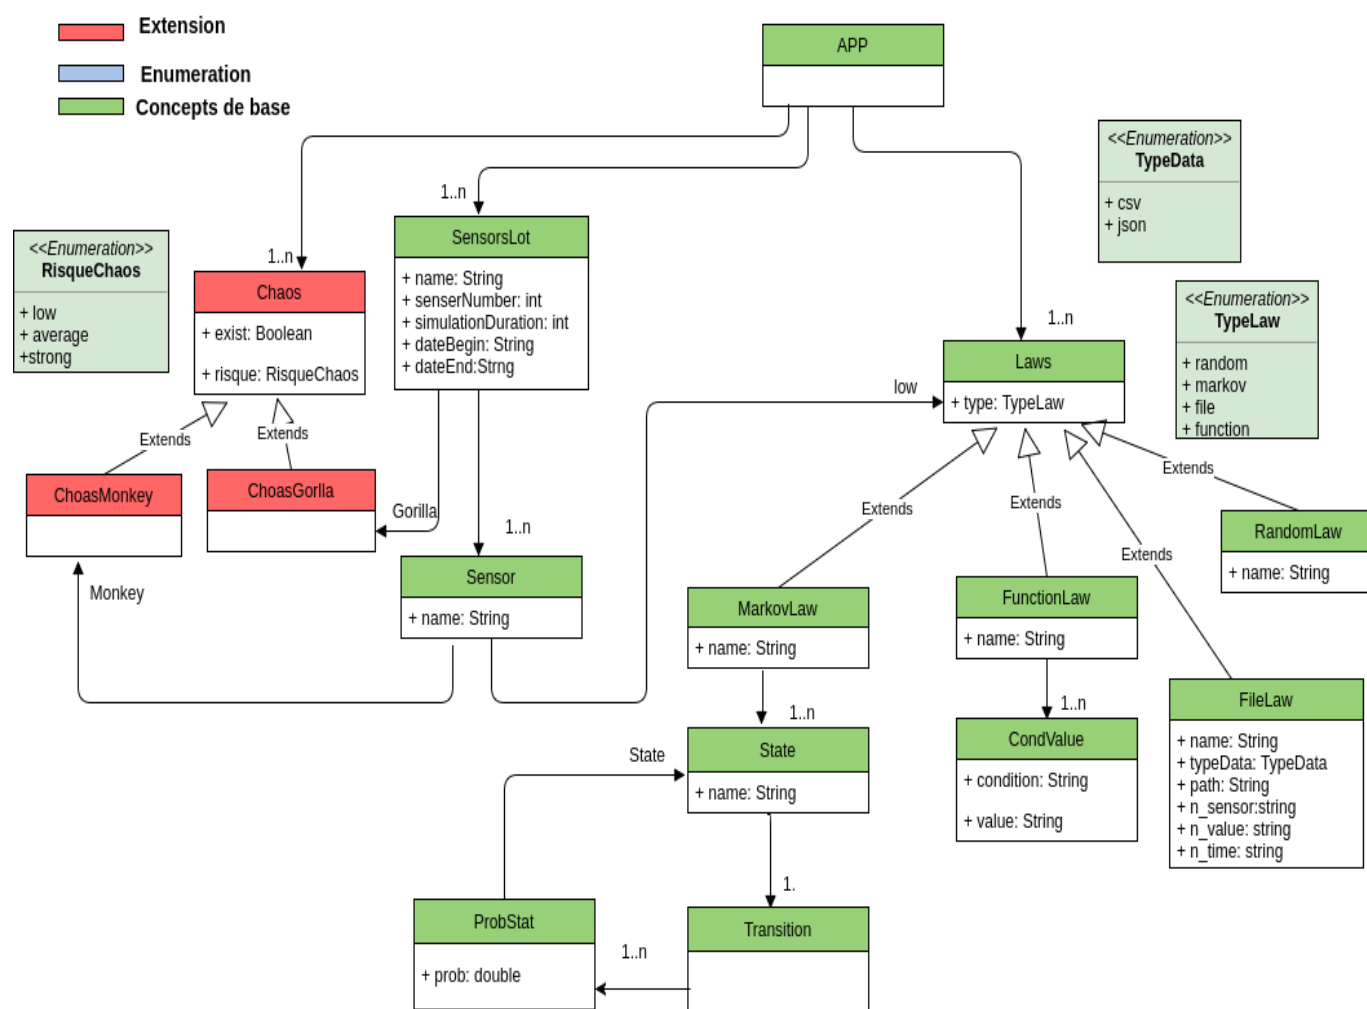 Extension
Enumeration
Concepts de base
APP
<<Enumeration>>
TypeData
+ csv
+ json
1..n
SensorsLot
+ name: String
+ senserNumber: int
+ simulationDuration: int
+ dateBegin: String
+ dateEnd:Strng
<<Enumeration>>
RisqueChaos
+ low
+ average
+strong
1..n
Chaos
+ exist: Boolean
+ risque: RisqueChaos
<<Enumeration>>
TypeLaw
+ random
+ markov
+ file
+ function
1..n
Laws
+ type: TypeLaw
low
Extends
Extends
ChoasMonkey
ChoasGorlla
Gorilla
1..n
Monkey
Sensor
+ name: String
Extends
Extends
Extends
Extends
RandomLaw
+ name: String
MarkovLaw
+ name: String
FunctionLaw
+ name: String
1..n
1..n
FileLaw
+ name: String
+ typeData: TypeData
+ path: String
+ n_sensor:string
+ n_value: string
+ n_time: string
State
State
+ name: String
CondValue
+ condition: String
+ value: String
1.
ProbStat
+ prob: double
1..n
Transition